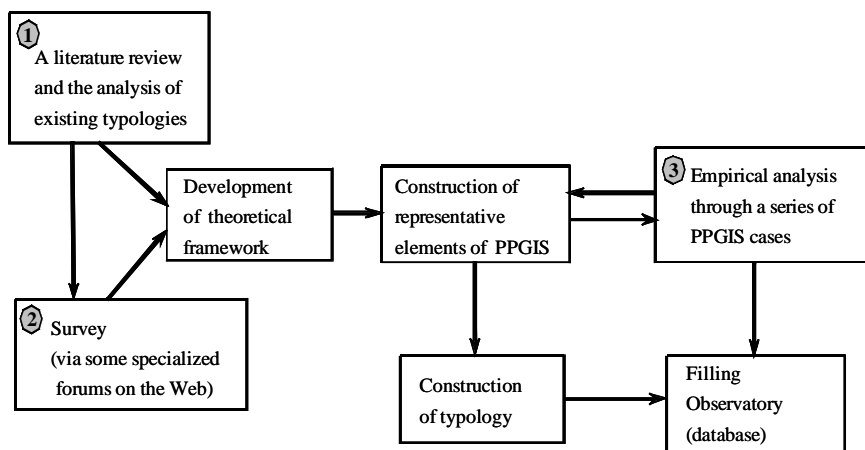 1
A literature review
and the analysis of
existing typologies
Development
of theoretical
framework
Construction of
representative
elements of PPGIS
3
Empirical analysis
through a series of
PPGIS cases
2
Survey
(via some specialized
forums on the Web)
Construction
of typology
Filling
Observatory
(database)